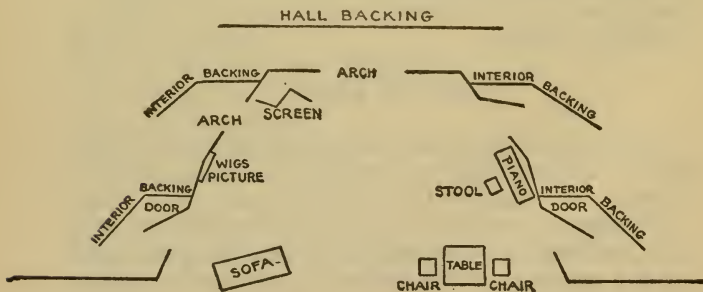 HALL BACKING
INTERIOR BACKING
ARCH
INTERIOR BACKING
SCREEN
ARCH
WIGS
PICTURE
PIANO
STOOL
INTERIOR BACKING
DOOR
INTERIOR BACKING
DOOR
SOFA-
TABLE
CHAIR
CHAIR